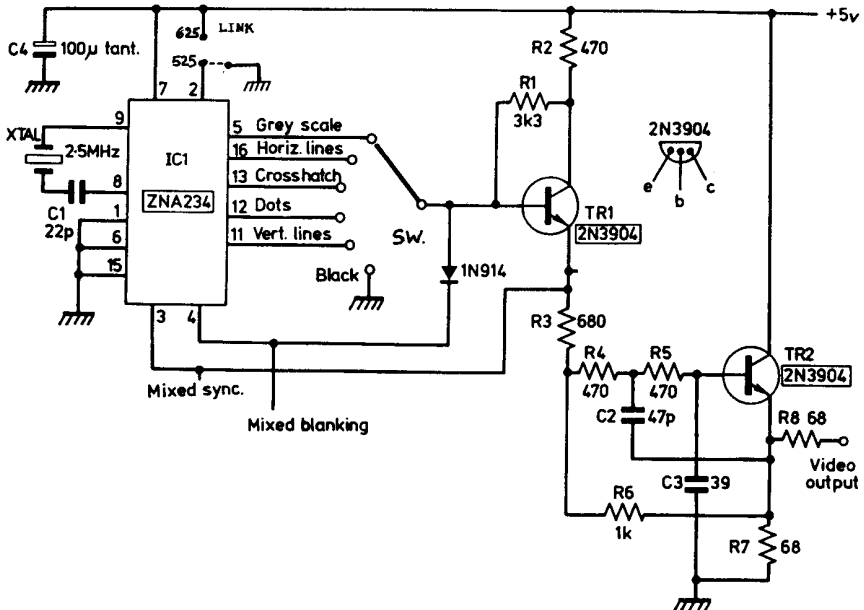 +5v
625 LINK
C4 100µ tant.
525
R2 470
R1
3k3
7 2
9
XTAL
2·5MHz
IC1
ZNA234
8
C1
22p
1
6
15
3 4
5 Grey scale
16 Horiz. lines
13 Crosshatch
12 Dots
11 Vert. lines
Black
SW.
1N914
TR1
2N3904
2N3904
e b c
R3 680
Mixed sync.
Mixed blanking
R4
470
R5
470
C2 47p
TR2
2N3904
R8 68
Video
output
C3 39
R6
1k
R7 68